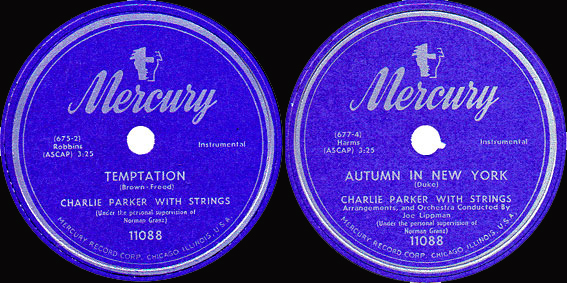 Mercury
(675-2)
Robbins
(ASCAP) 3:25
Instrumental
TEMPTATION
(Brown-Freed)
CHARLIE PARKER WITH STRINGS
(Under the personal supervision of
Norman Granz)
11088
MERCURY RECORD CORP. CHICAGO ILLINOIS, U.S.A.
Mercury
(677-4)
Harms
(ASCAP) 3:25
Instrumental
AUTUMN IN NEW YORK
(Duke)
CHARLIE PARKER WITH STRINGS
Arrangements, and Orchestra Conducted By
Joe Lippman
(Under the personal supervision of
Norman Granz)
11088
MERCURY RECORD CORP. CHICAGO ILLINOIS, U.S.A.